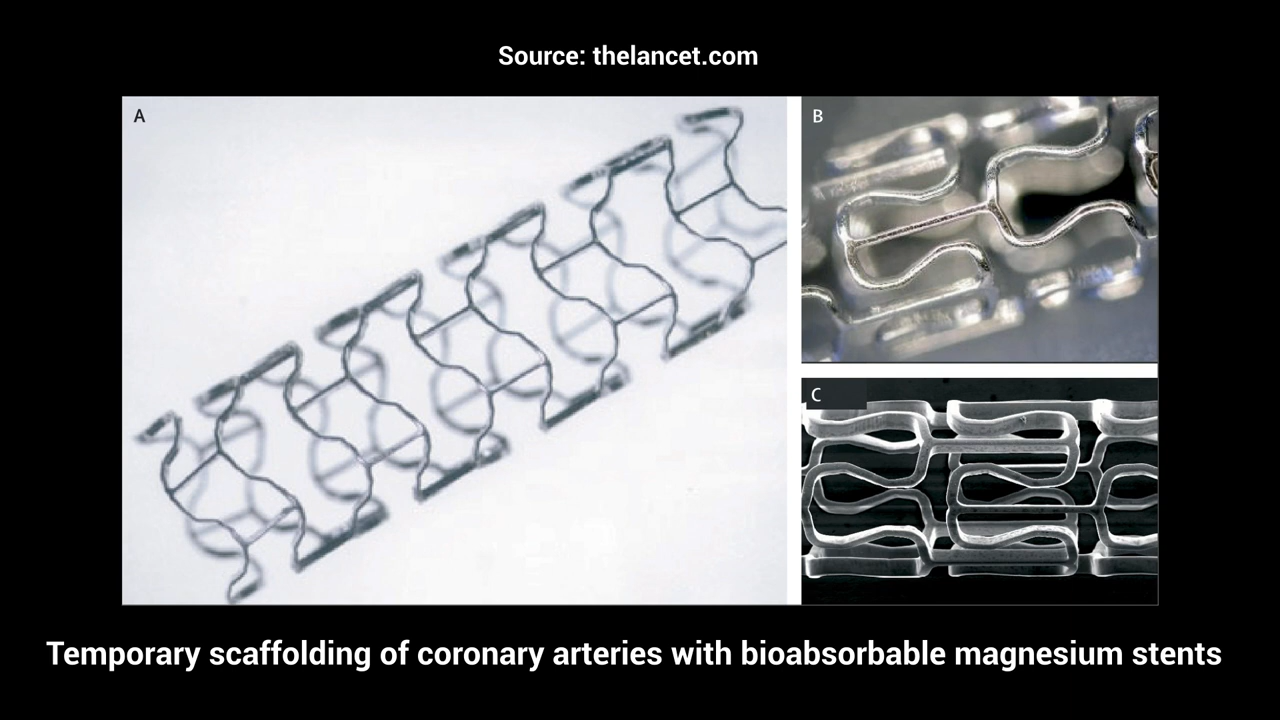 Source: thelancet.com
A
B
C
Temporary scaffolding of coronary arteries with bioabsorbable magnesium stents